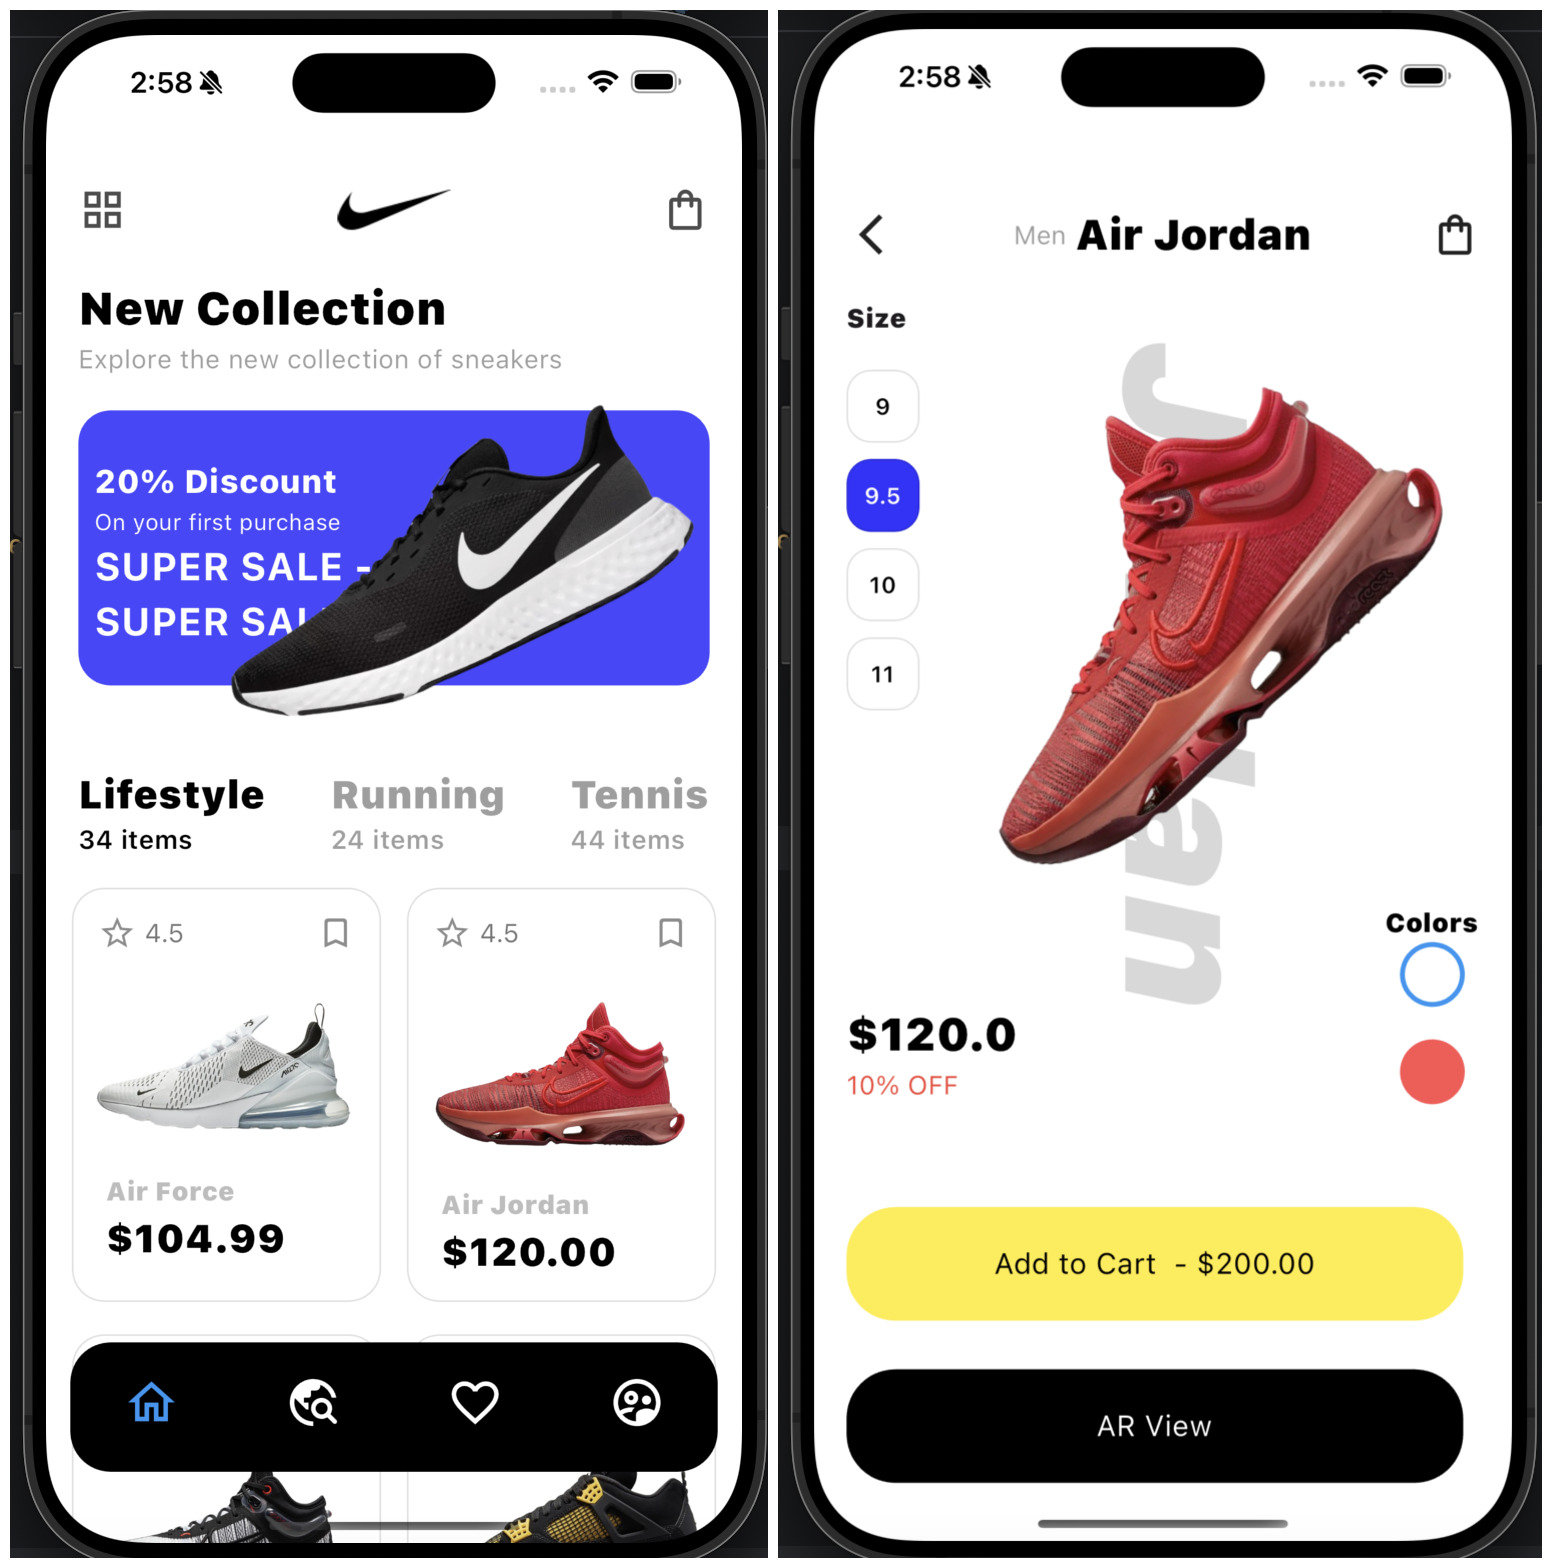 2:58
New Collection
Explore the new collection of sneakers
20% Discount
On your first purchase
SUPER SALE -
SUPER SAL
Lifestyle
Running
Tennis
34 items
24 items
44 items
4.5
4.5
Air Force
$104.99
Air Jordan
$120.00
2:58
Men Air Jordan
Size
9
9.5
10
11
Colors
$120.0
10% OFF
Add to Cart - $200.00
AR View